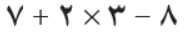 ۷ + ۲ × ۳ − ۸